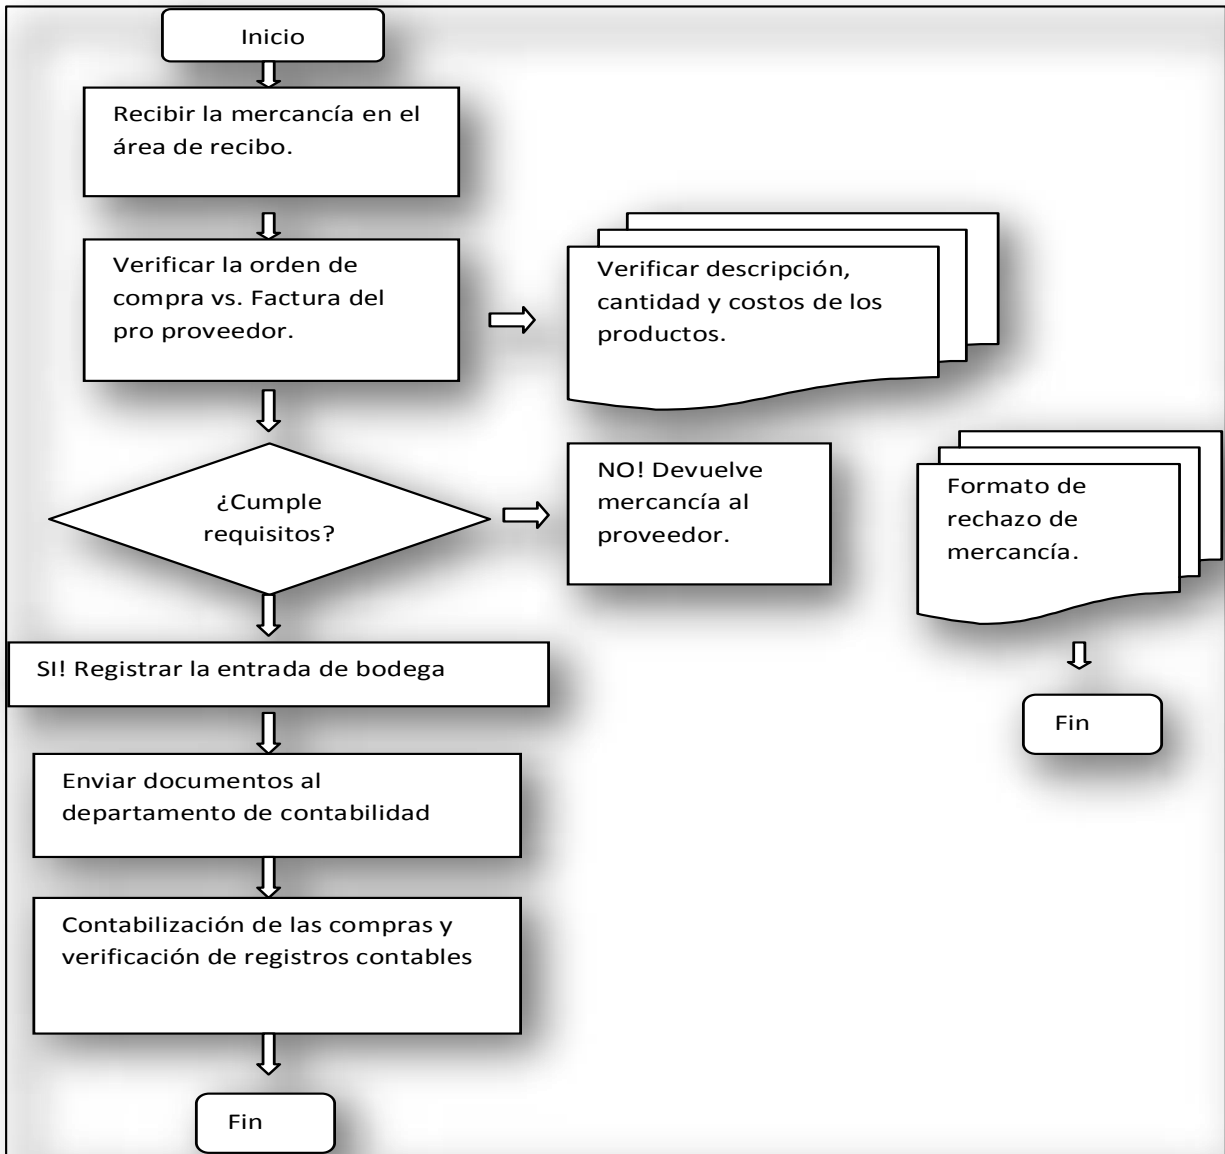 Inicio
Recibir la mercancía en el
área de recibo.
Verificar la orden de
compra vs. Factura del
pro proveedor.
Verificar descripción,
cantidad y costos de los
productos.
¿Cumple
requisitos?
NO! Devuelve
mercancía al
proveedor.
Formato de
rechazo de
mercancía.
Fin
SI! Registrar la entrada de bodega
Enviar documentos al
departamento de contabilidad
Contabilización de las compras y
verificación de registros contables
Fin